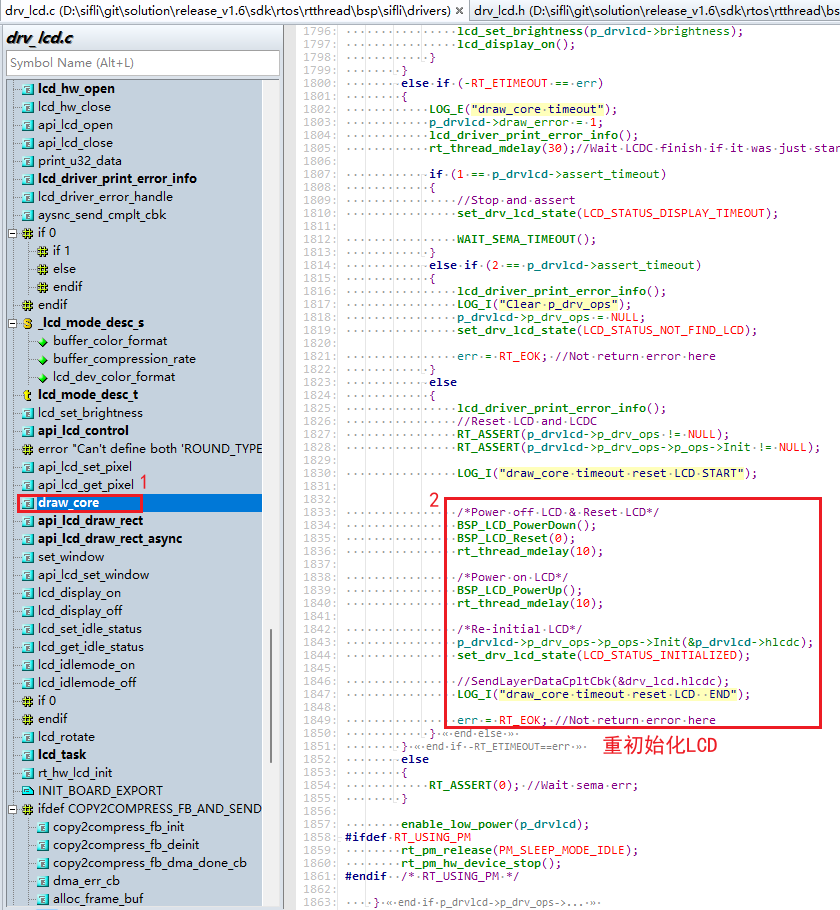 drv_lcd.c (D:\sifli\git\solution\release_v1.6\sdk\rtos\rtthread\bsp\sifli\drivers) ×
drv_lcd.h (D:\sifli\git\solution\release_v1.6\sdk\rtos\rtthread\bs
drv_lcd.c
Symbol Name (Alt+L)
lcd_hw_open
lcd_hw_close
api_lcd_open
api_lcd_close
print_u32_data
lcd_driver_print_error_info
lcd_driver_error_handle
aysnc_send_cmplt_cbk
if 0
if 1
else
endif
endif
_lcd_mode_desc_s
buffer_color_format
buffer_compression_rate
lcd_dev_color_format
lcd_mode_desc_t
lcd_set_brightness
api_lcd_control
error "Can't define both 'ROUND_TYPE
api_lcd_set_pixel
api_lcd_get_pixel 1
draw_core
api_lcd_draw_rect
api_lcd_draw_rect_async
set_window
api_lcd_set_window
lcd_display_on
lcd_display_off
lcd_set_idle_status
lcd_get_idle_status
lcd_idlemode_on
lcd_idlemode_off
if 0
endif
lcd_rotate
lcd_task
rt_hw_lcd_init
INIT_BOARD_EXPORT
ifdef COPY2COMPRESS_FB_AND_SEND
copy2compress_fb_init
copy2compress_fb_deinit
copy2compress_fb_dma_done_cb
dma_err_cb
alloc_frame_buf
1796: lcd_set_brightness(p_drvlcd->brightness);
1797: lcd_display_on();
1798: }
1799: }
1800: else if (-RT_ETIMEOUT == err)
1801: {
1802: LOG_E("draw_core timeout");
1803: p_drvlcd->draw_error = 1;
1804: lcd_driver_print_error_info();
1805: rt_thread_mdelay(30);//Wait LCDC finish if it was just star
1806:
1807: if (1 == p_drvlcd->assert_timeout)
1808: {
1809: //Stop and assert
1810: set_drv_lcd_state(LCD_STATUS_DISPLAY_TIMEOUT);
1811:
1812: WAIT_SEMA_TIMEOUT();
1813: }
1814: else if (2 == p_drvlcd->assert_timeout)
1815: {
1816: lcd_driver_print_error_info();
1817: LOG_I("Clear p_drv_ops");
1818: p_drvlcd->p_drv_ops = NULL;
1819: set_drv_lcd_state(LCD_STATUS_NOT_FIND_LCD);
1820:
1821: err = RT_EOK; //Not return error here
1822: }
1823: else
1824: {
1825: lcd_driver_print_error_info();
1826: //Reset LCD and LCDC
1827: RT_ASSERT(p_drvlcd->p_drv_ops != NULL);
1828: RT_ASSERT(p_drvlcd->p_drv_ops->p_ops->Init != NULL);
1829:
1830: LOG_I("draw_core timeout reset LCD START");
1831:
1832: 2
1833: /*Power off LCD & Reset LCD*/
1834: BSP_LCD_PowerDown();
1835: BSP_LCD_Reset(0);
1836: rt_thread_mdelay(10);
1837:
1838: /*Power on LCD*/
1839: BSP_LCD_PowerUp();
1840: rt_thread_mdelay(10);
1841:
1842: /*Re-initial LCD*/
1843: p_drvlcd->p_drv_ops->p_ops->Init(&p_drvlcd->hlcdc);
1844: set_drv_lcd_state(LCD_STATUS_INITIALIZED);
1845:
1846: //SendLayerDataCpltCbk(&drv_lcd.hlcdc);
1847: LOG_I("draw_core timeout reset LCD  END");
1848:
1849: err = RT_EOK; //Not return error here
1850: } « end else »
1851: } « end if -RT_ETIMEOUT==err » 重初始化LCD
1852: else
1853: {
1854: RT_ASSERT(0); //Wait sema err;
1855: }
1856:
1857: enable_low_power(p_drvlcd);
1858: #ifdef RT_USING_PM
1859: rt_pm_release(PM_SLEEP_MODE_IDLE);
1860: rt_pm_hw_device_stop();
1861: #endif /* RT_USING_PM */
1862:
1863: } « end if p_drvlcd->p_drv_ops->... »